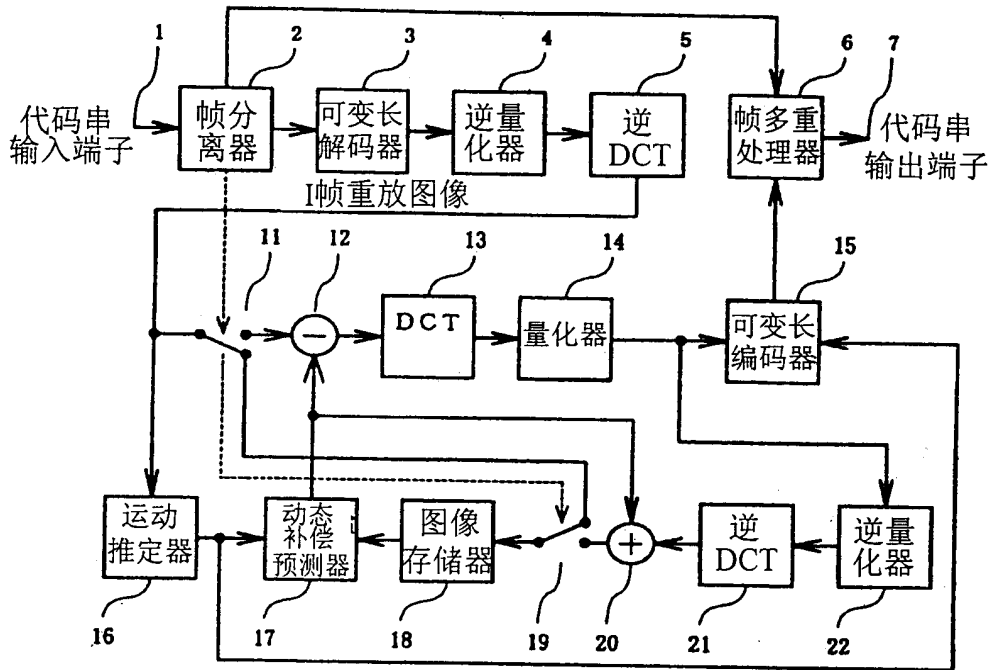 1
2
3
4
5
6
7
代码串
输入端子
帧分
离器
可变长
解码器
逆量
化器
逆
DCT
帧多重
处理器
代码串
输出端子
I帧重放图像
11
12
13
14
15
DCT
量化器
可变长
编码器
运动
推定器
动态
补偿
预测器
图像
存储器
逆
DCT
逆量
化器
16
17
18
19
20
21
22